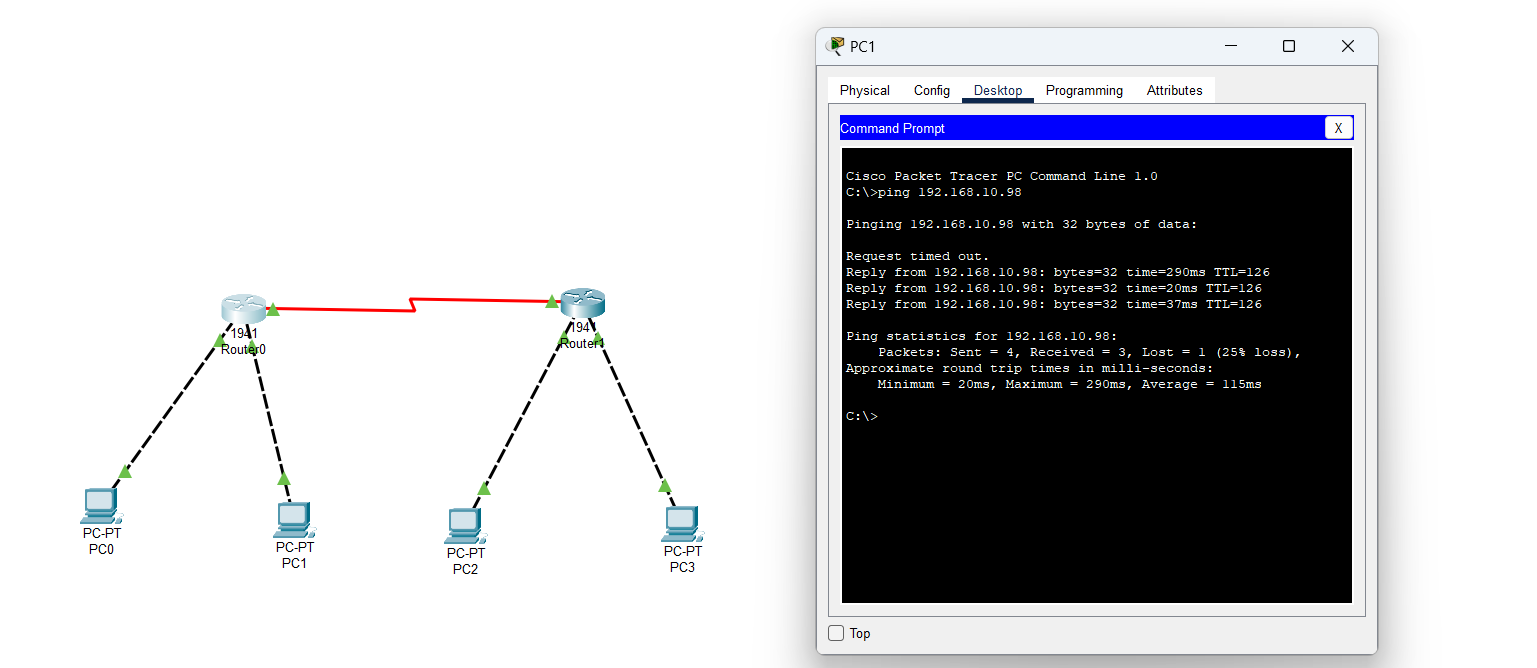 1941
Router0
1941
Router1
PC-PT
PC0
PC-PT
PC1
PC-PT
PC2
PC-PT
PC3
PC1
Physical Config Desktop Programming Attributes
Command Prompt
X
Cisco Packet Tracer PC Command Line 1.0
C:\>ping 192.168.10.98
Pinging 192.168.10.98 with 32 bytes of data:
Request timed out.
Reply from 192.168.10.98: bytes=32 time=290ms TTL=126
Reply from 192.168.10.98: bytes=32 time=20ms TTL=126
Reply from 192.168.10.98: bytes=32 time=37ms TTL=126
Ping statistics for 192.168.10.98:
    Packets: Sent = 4, Received = 3, Lost = 1 (25% loss),
Approximate round trip times in milli-seconds:
    Minimum = 20ms, Maximum = 290ms, Average = 115ms
C:\>
Top